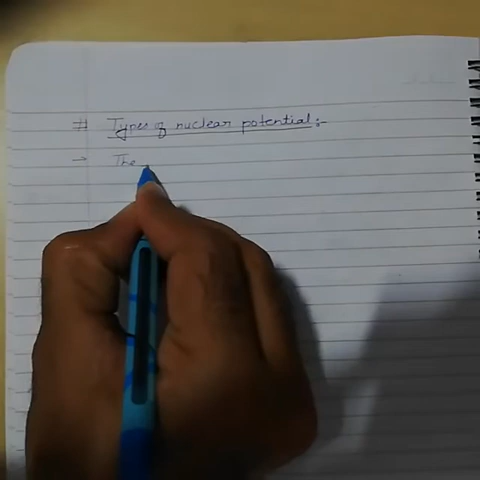 # Types of nuclear potential :-
→ The